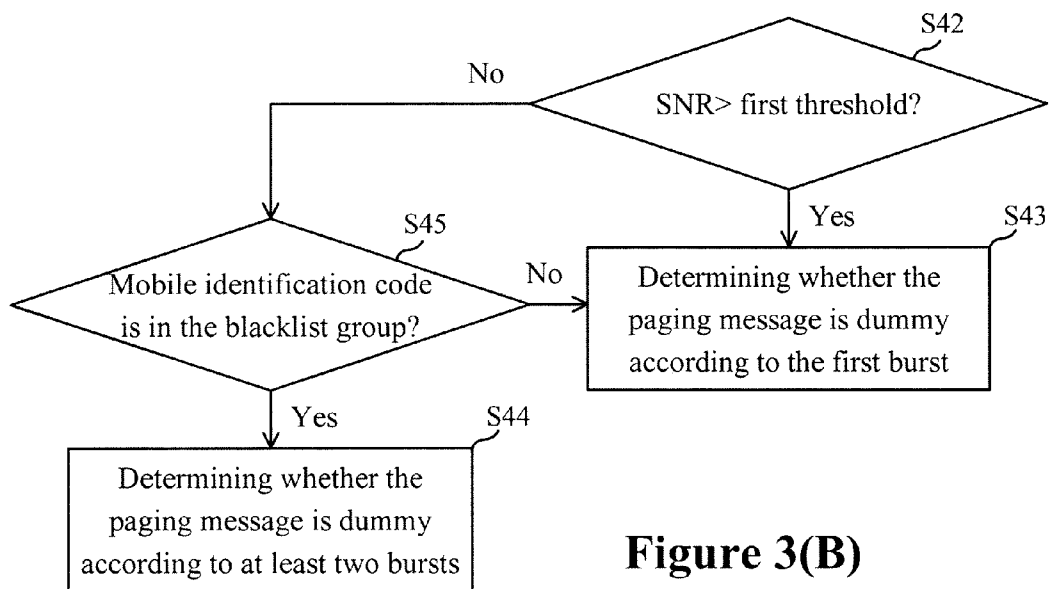 S42
No
SNR> first threshold?
Yes
S45
S43
Mobile identification code
is in the blacklist group?
No
Determining whether the
paging message is dummy
according to the first burst
Yes
S44
Determining whether the
paging message is dummy
according to at least two bursts
Figure 3(B)